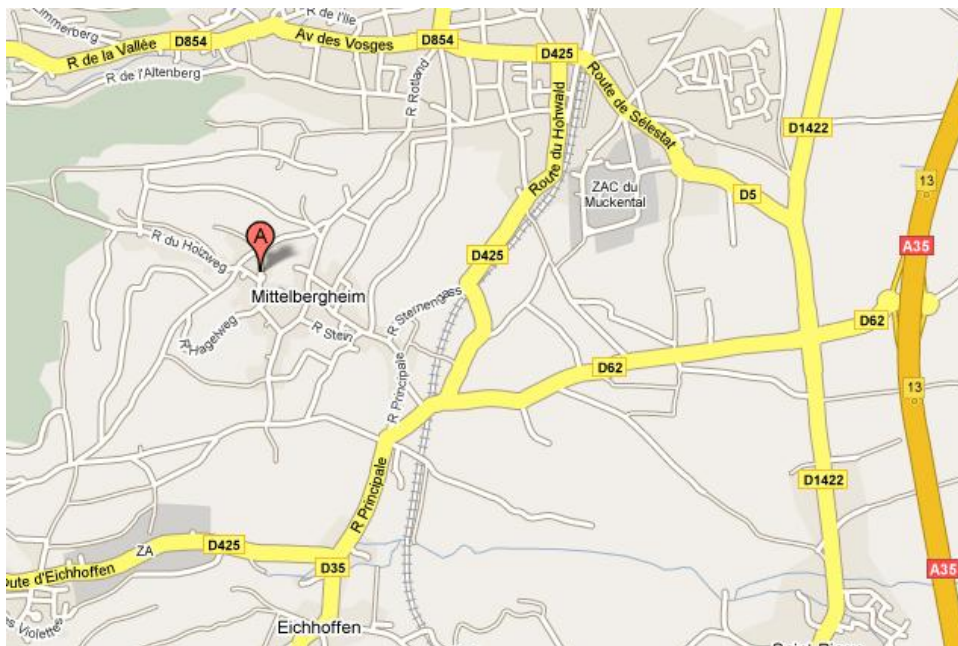 R de l'Ile
R de la Vallée
D854
Av des Vosges
D854
D425
R de l'Altenberg
R Rotland
Route de Sélestat
D1422
Route du Hohwald
ZAC du
Muckental
D5
13
A35
R du Holzweg
A
D425
Mittelbergheim
R Sternengass
R Hagelweg
R Stein
D62
D62
R Principale
13
R Principale
D1422
ZA
D425
D35
A35
d'Eichhoffen
Violettes
Eichhoffen